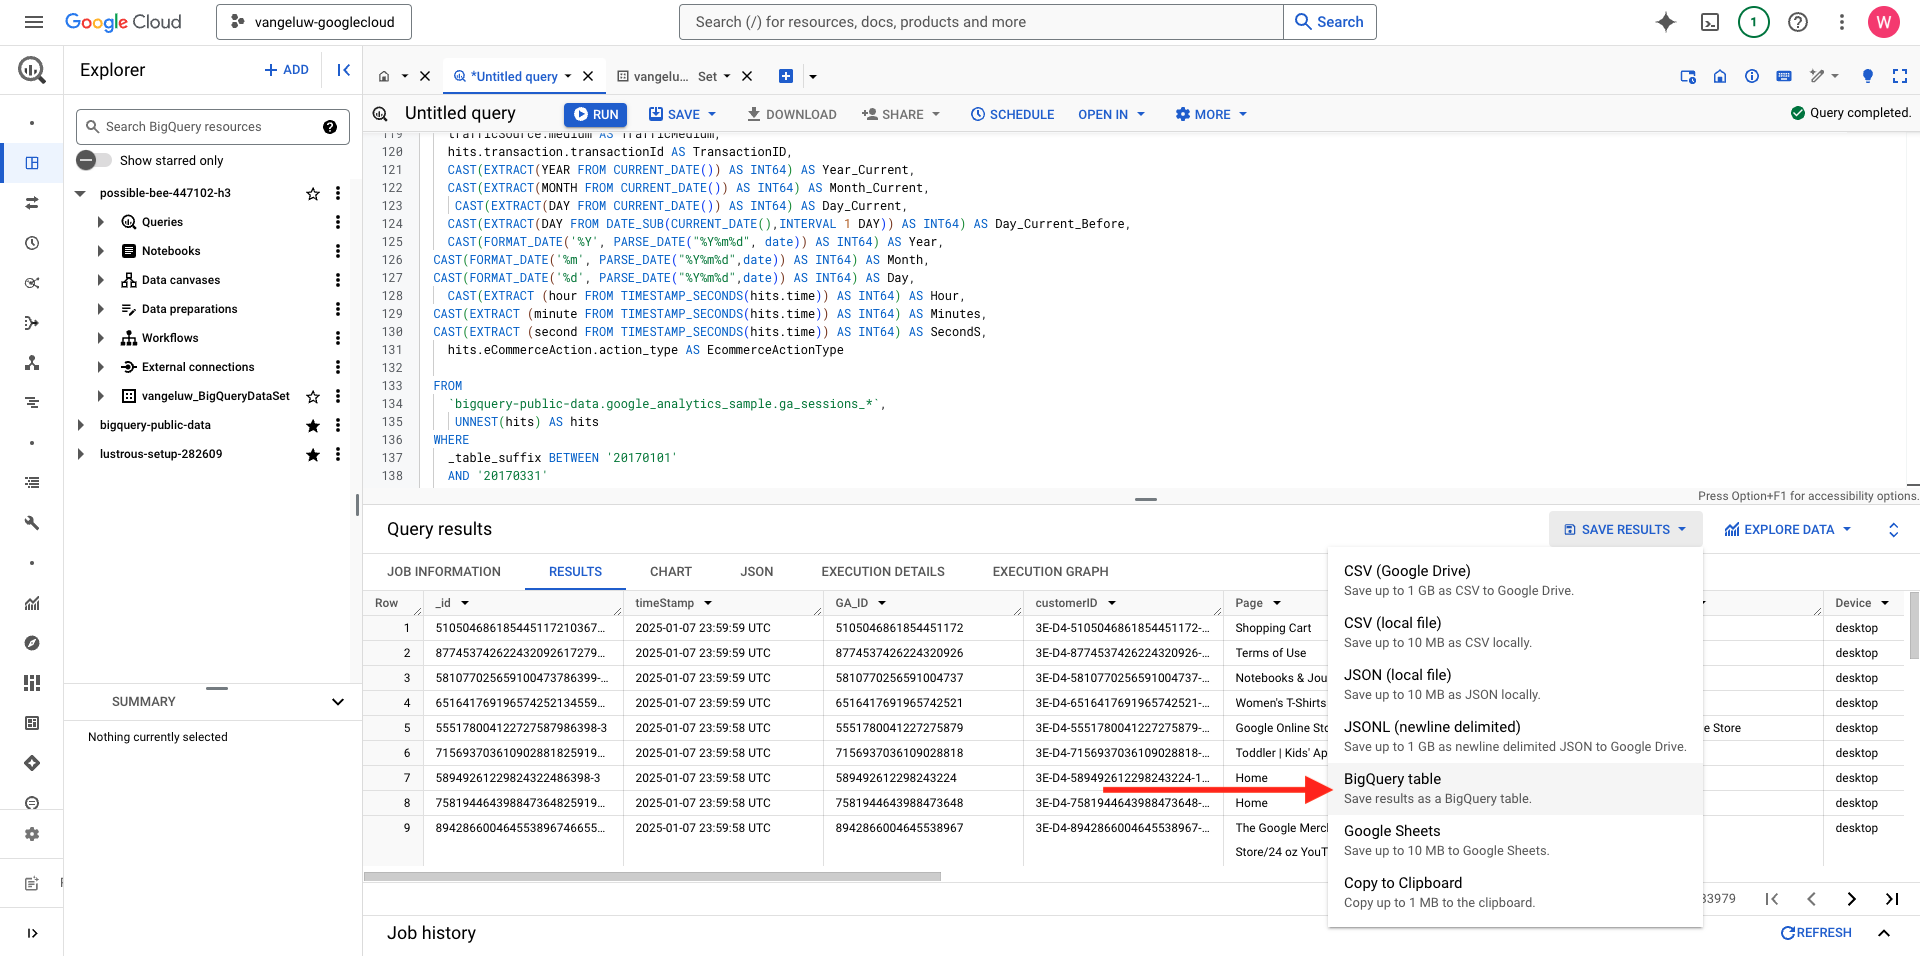 Google Cloud
vangeluw-googlecloud
Search (/) for resources, docs, products and more
Search
1
W
Explorer
+ ADD
*Untitled query
vangelu... Set
Search BigQuery resources
Show starred only
possible-bee-447102-h3
Queries
Notebooks
Data canvases
Data preparations
Workflows
External connections
vangeluw_BigQueryDataSet
bigquery-public-data
lustrous-setup-282609
SUMMARY
Nothing currently selected
Untitled query
RUN
SAVE
DOWNLOAD
SHARE
SCHEDULE
OPEN IN
MORE
Query completed.
119 trafficSource.medium AS TrafficMedium,
120 hits.transaction.transactionId AS TransactionID,
121 CAST(EXTRACT(YEAR FROM CURRENT_DATE()) AS INT64) AS Year_Current,
122 CAST(EXTRACT(MONTH FROM CURRENT_DATE()) AS INT64) AS Month_Current,
123 CAST(EXTRACT(DAY FROM CURRENT_DATE()) AS INT64) AS Day_Current,
124 CAST(EXTRACT(DAY FROM DATE_SUB(CURRENT_DATE(),INTERVAL 1 DAY)) AS INT64) AS Day_Current_Before,
125 CAST(FORMAT_DATE('%Y', PARSE_DATE("%Y%m%d", date)) AS INT64) AS Year,
126 CAST(FORMAT_DATE('%m', PARSE_DATE("%Y%m%d",date)) AS INT64) AS Month,
127 CAST(FORMAT_DATE('%d', PARSE_DATE("%Y%m%d",date)) AS INT64) AS Day,
128 CAST(EXTRACT (hour FROM TIMESTAMP_SECONDS(hits.time)) AS INT64) AS Hour,
129 CAST(EXTRACT (minute FROM TIMESTAMP_SECONDS(hits.time)) AS INT64) AS Minutes,
130 CAST(EXTRACT (second FROM TIMESTAMP_SECONDS(hits.time)) AS INT64) AS SecondS,
131 hits.eCommerceAction.action_type AS EcommerceActionType
132
133 FROM
134 `bigquery-public-data.google_analytics_sample.ga_sessions_*`,
135 UNNEST(hits) AS hits
136 WHERE
137 _table_suffix BETWEEN '20170101'
138 AND '20170331'
Press Option+F1 for accessibility options.
Query results
SAVE RESULTS
EXPLORE DATA
JOB INFORMATION
RESULTS
CHART
JSON
EXECUTION DETAILS
EXECUTION GRAPH
Row _id timeStamp GA_ID customerID Page Device
1 510504686185445117210367... 2025-01-07 23:59:59 UTC 5105046861854451172 3E-D4-5105046861854451172-... Shopping Cart desktop
2 877453742622432092617279... 2025-01-07 23:59:59 UTC 8774537426224320926 3E-D4-8774537426224320926-... Terms of Use desktop
3 581077025659100473786399-... 2025-01-07 23:59:59 UTC 5810770256591004737 3E-D4-5810770256591004737-... Notebooks & Jou desktop
4 651641769196574252134559... 2025-01-07 23:59:58 UTC 6516417691965742521 3E-D4-6516417691965742521-... Women's T-Shirts desktop
5 55517800412272758​7986398-3 2025-01-07 23:59:58 UTC 5551780041227275879 3E-D4-5551780041227275879-... Google Online Sto e Store desktop
6 715693703610902881825919... 2025-01-07 23:59:58 UTC 7156937036109028818 3E-D4-7156937036109028818-... Toddler | Kids' Ap desktop
7 58949261229824322486398-3 2025-01-07 23:59:58 UTC 589492612298243224 3E-D4-589492612298243224-1... Home desktop
8 758194464398847364825919... 2025-01-07 23:59:58 UTC 7581944643988473648 3E-D4-7581944643988473648-... Home desktop
9 894286600464553896746655... 2025-01-07 23:59:58 UTC 8942866004645538967 3E-D4-8942866004645538967-... The Google Merc desktop
Store/24 oz YouT
CSV (Google Drive)
Save up to 1 GB as CSV to Google Drive.
CSV (local file)
Save up to 10 MB as CSV locally.
JSON (local file)
Save up to 10 MB as JSON locally.
JSONL (newline delimited)
Save up to 1 GB as newline delimited JSON to Google Drive.
BigQuery table
Save results as a BigQuery table.
Google Sheets
Save up to 10 MB to Google Sheets.
Copy to Clipboard
Copy up to 1 MB to the clipboard.
33979
Job history
REFRESH